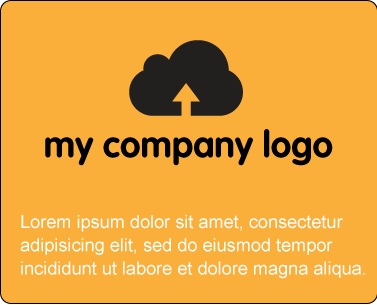 my company logo
Lorem ipsum dolor sit amet, consectetur
adipisicing elit, sed do eiusmod tempor
incididunt ut labore et dolore magna aliqua.